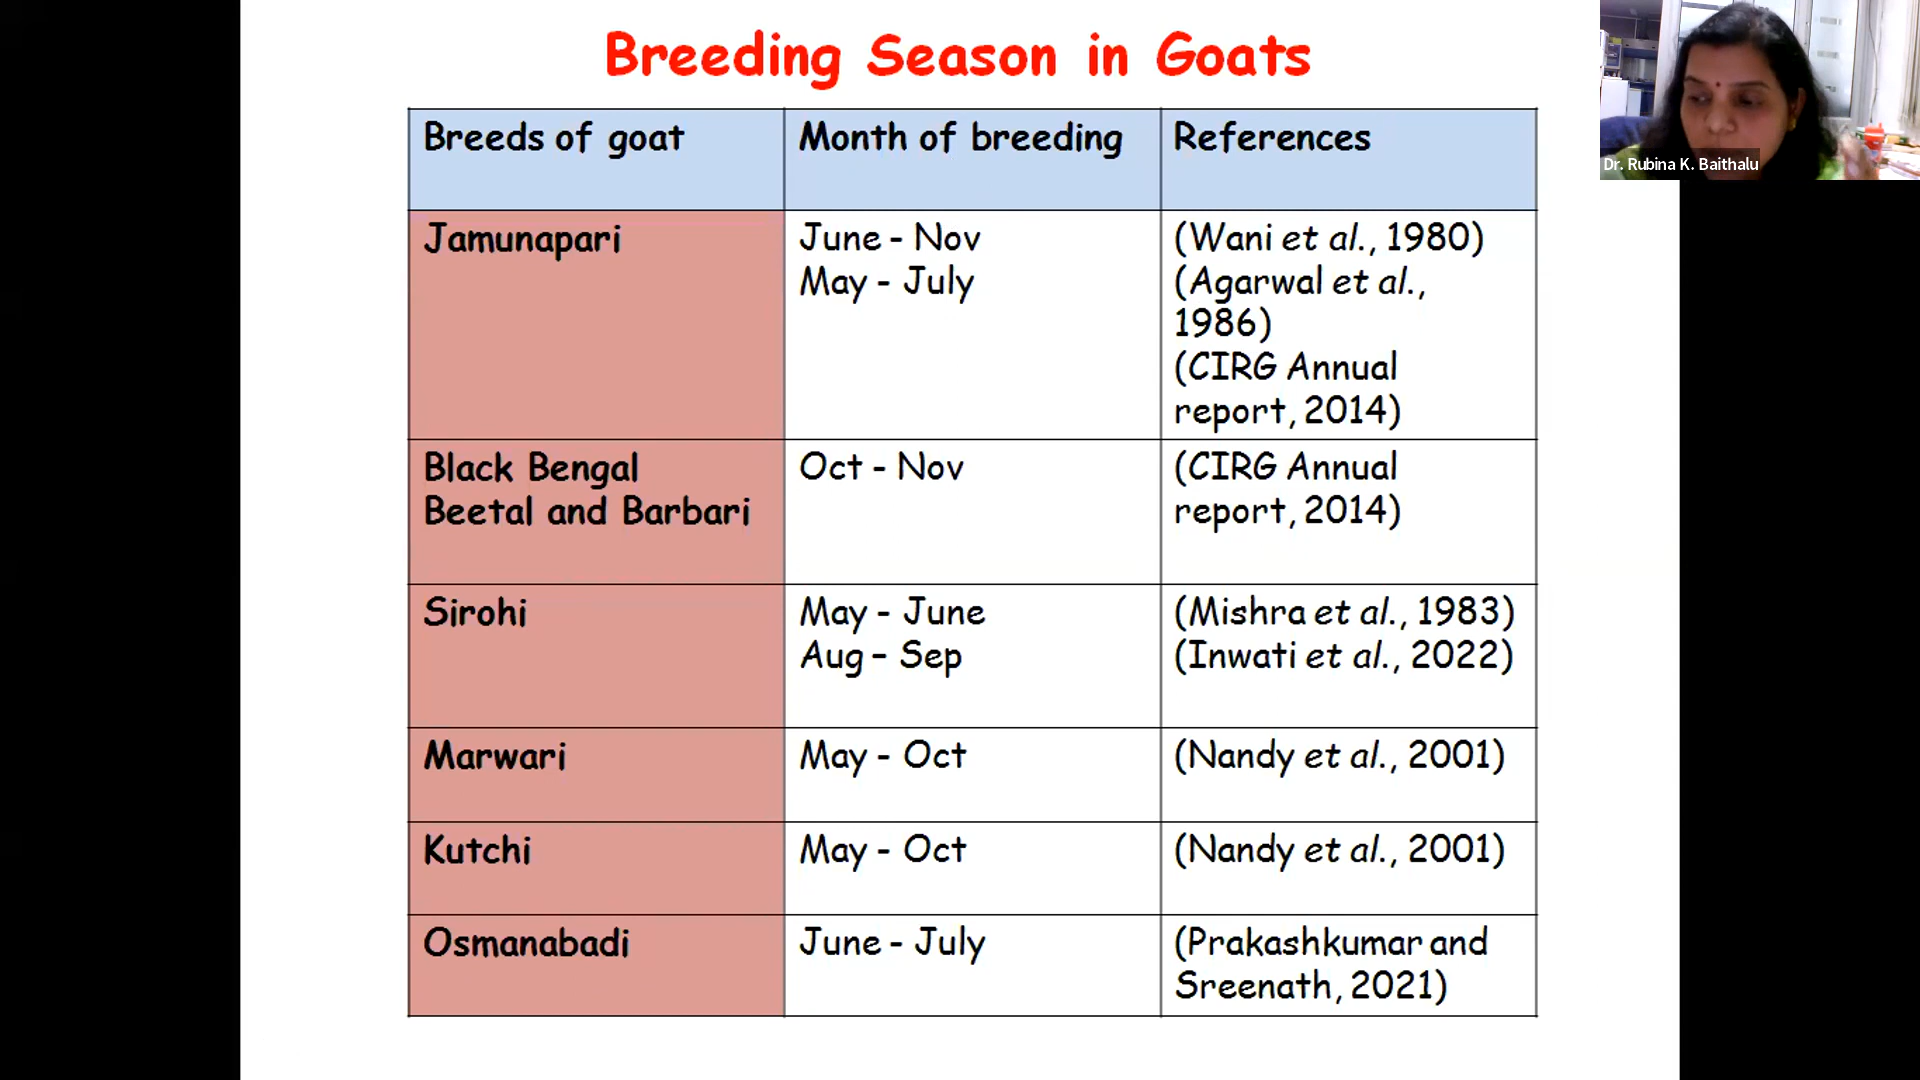 Breeding Season in Goats
Breeds of goat
Month of breeding
References
Jamunapari
June - Nov
May - July
(Wani et al., 1980)
(Agarwal et al.,
1986)
(CIRG Annual
report, 2014)
Black Bengal
Beetal and Barbari
Oct - Nov
(CIRG Annual
report, 2014)
Sirohi
May - June
Aug – Sep
(Mishra et al., 1983)
(Inwati et al., 2022)
Marwari
May - Oct
(Nandy et al., 2001)
Kutchi
May - Oct
(Nandy et al., 2001)
Osmanabadi
June - July
(Prakashkumar and
Sreenath, 2021)
Dr. Rubina K. Baithalu